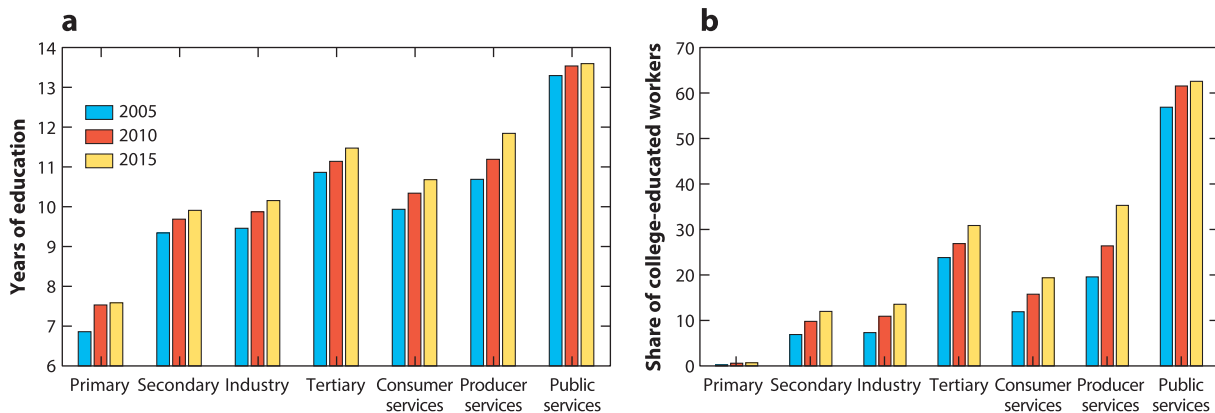 a
Years of education
14
13
12
11
10
9
8
7
6
2005
2010
2015
Primary
Secondary
Industry
Tertiary
Consumer
services
Producer
services
Public
services
b
Share of college-educated workers
70
60
50
40
30
20
10
0
Primary
Secondary
Industry
Tertiary
Consumer
services
Producer
services
Public
services